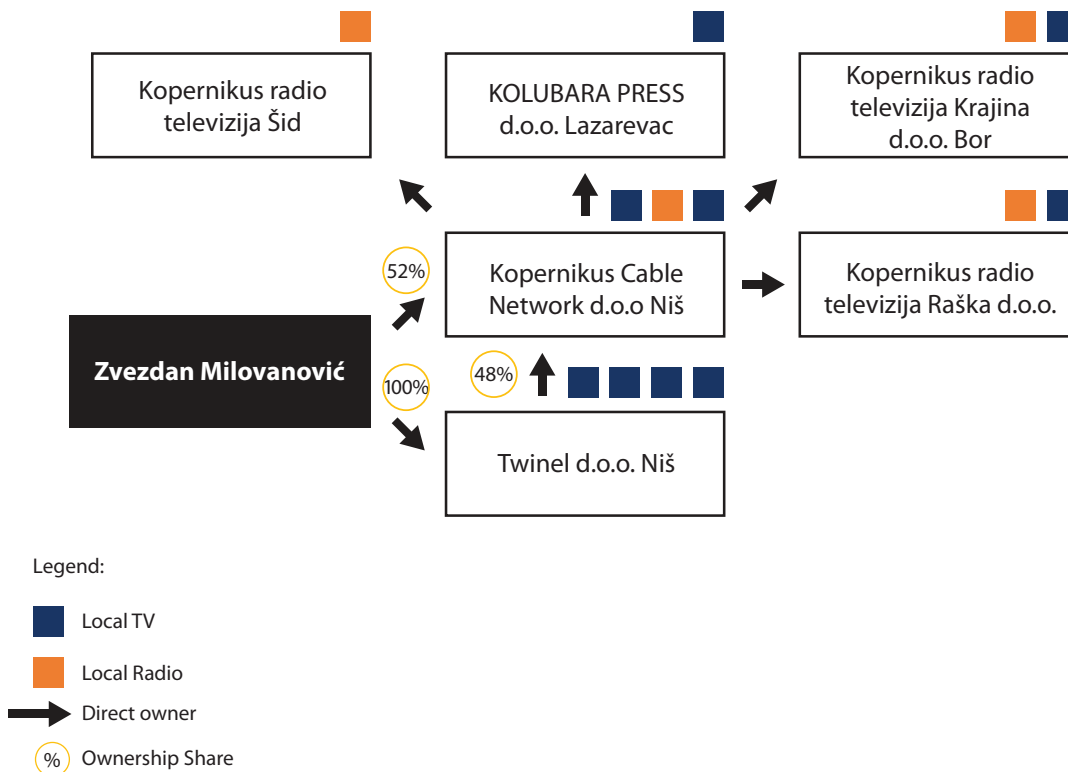 Kopernikus radio
televizija Šid
KOLUBARA PRESS
d.o.o. Lazarevac
Kopernikus radio
televizija Krajina
d.o.o. Bor
52%
Kopernikus Cable
Network d.o.o Niš
Kopernikus radio
televizija Raška d.o.o.
Zvezdan Milovanović
100%
48%
Twinel d.o.o. Niš
Legend:
Local TV
Local Radio
Direct owner
% Ownership Share